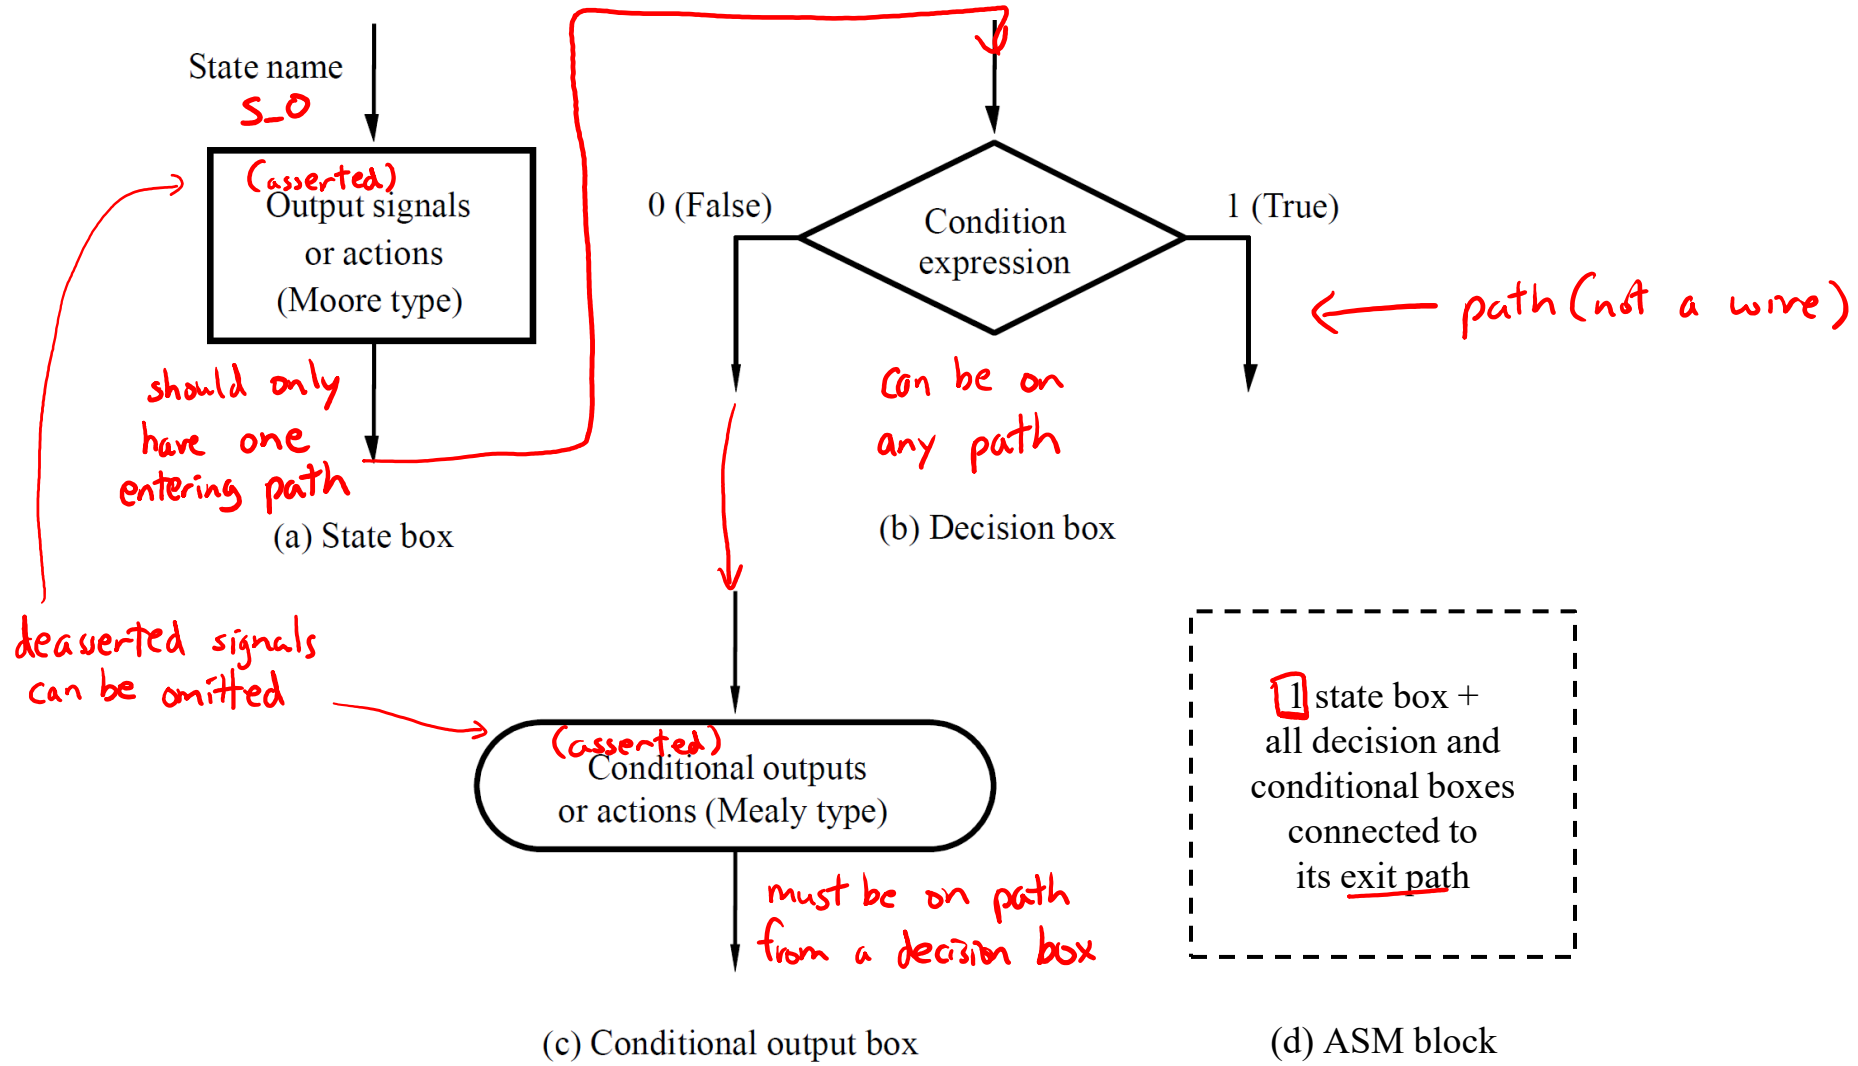 State name
S_0
(asserted)
Output signals
or actions
(Moore type)
should only
have one
entering path
(a) State box
0 (False)
1 (True)
Condition
expression
path (not a wire)
can be on
any path
(b) Decision box
deasserted signals
can be omitted
(asserted)
Conditional outputs
or actions (Mealy type)
must be on path
from a decision box
(c) Conditional output box
1 state box +
all decision and
conditional boxes
connected to
its exit path
(d) ASM block